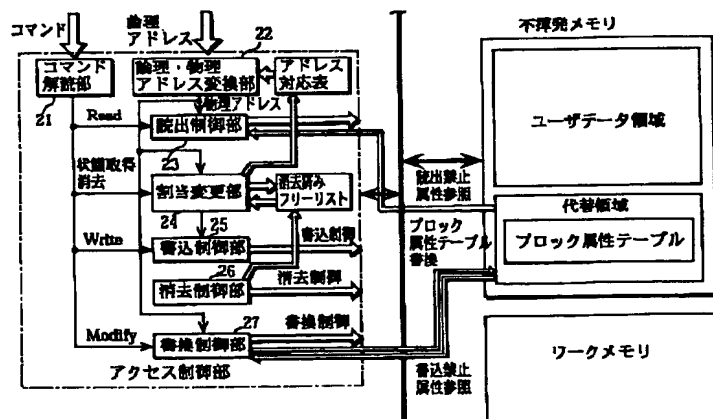 コマンド
論理
アドレス
22
コマンド
解読部
21
論理・物理
アドレス変換部
アドレス
対応表
物理アドレス
Read
読出制御部
23
状態取得
消去
割当変更部
24
消去済み
フリーリスト
25
Write
書込制御部
書込制御
26
消去制御部
消去制御
27
Modify
書換制御部
書換制御
アクセス制御部
読出禁止
属性参照
ブロック
属性テーブル
書換
書込禁止
属性参照
不揮発メモリ
ユーザデータ領域
代替領域
ブロック属性テーブル
ワークメモリ